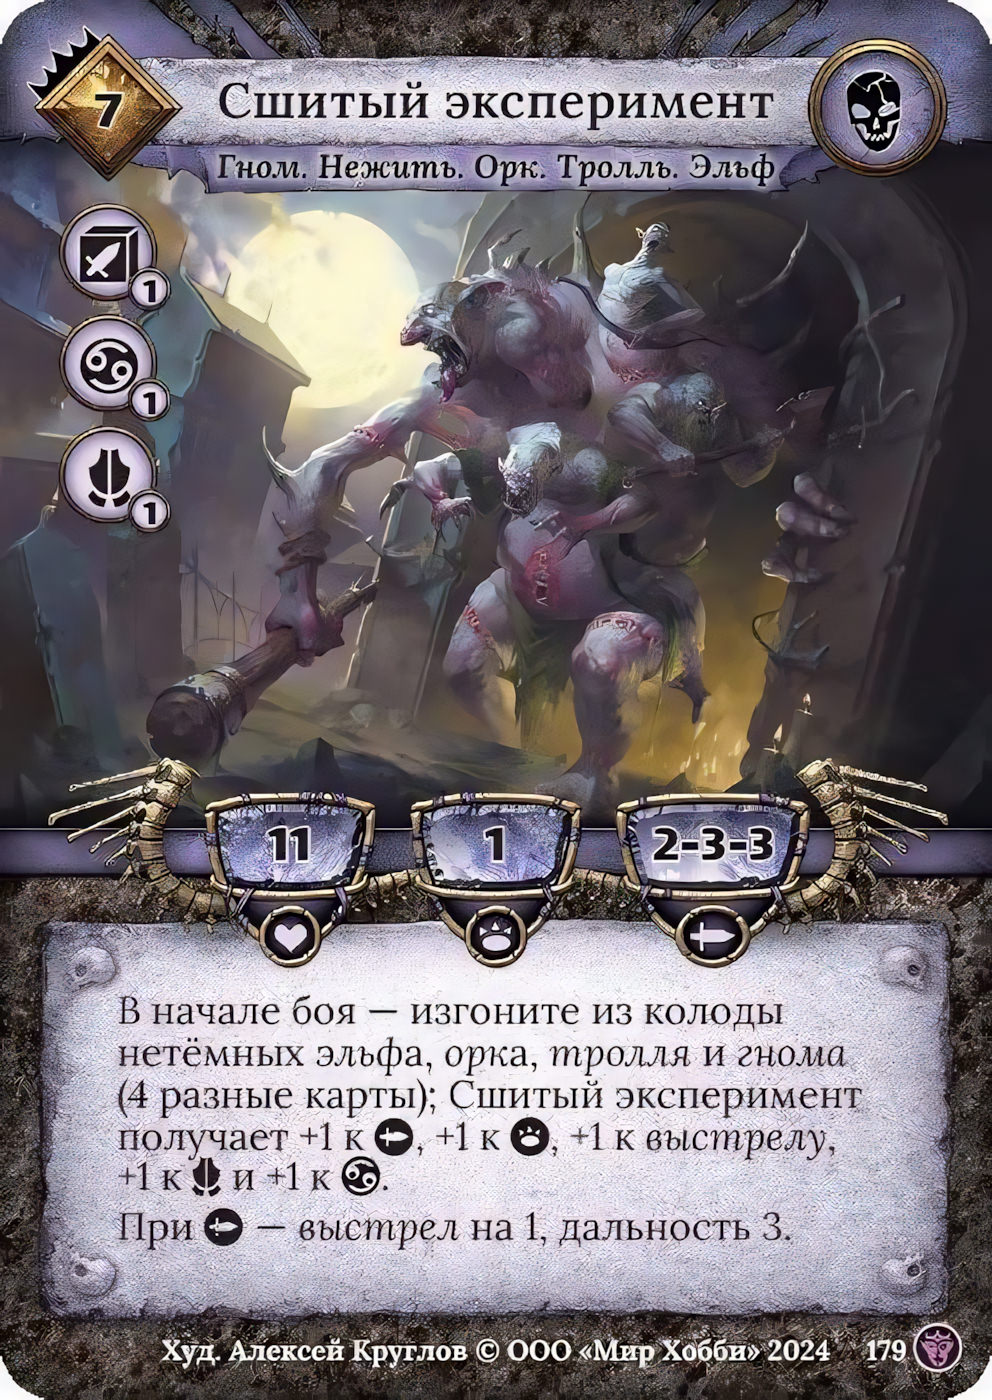 7
Сшитый эксперимент
Гном. Нежить. Орк. Тролль. Эльф
1
1
1
11
1
2-3-3
В начале боя — изгоните из колоды
нетёмных эльфа, орка, тролля и гнома
(4 разные карты); Сшитый эксперимент
получает +1 к , +1 к , +1 к выстрелу,
+1 к и +1 к .
При — выстрел на 1, дальность 3.
Худ. Алексей Круглов © ООО «Мир Хобби» 2024 179